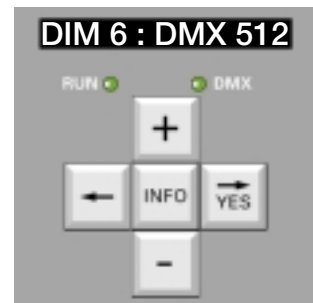 DIM 6 : DMX 512
RUN DMX
+
INFO
YES
-